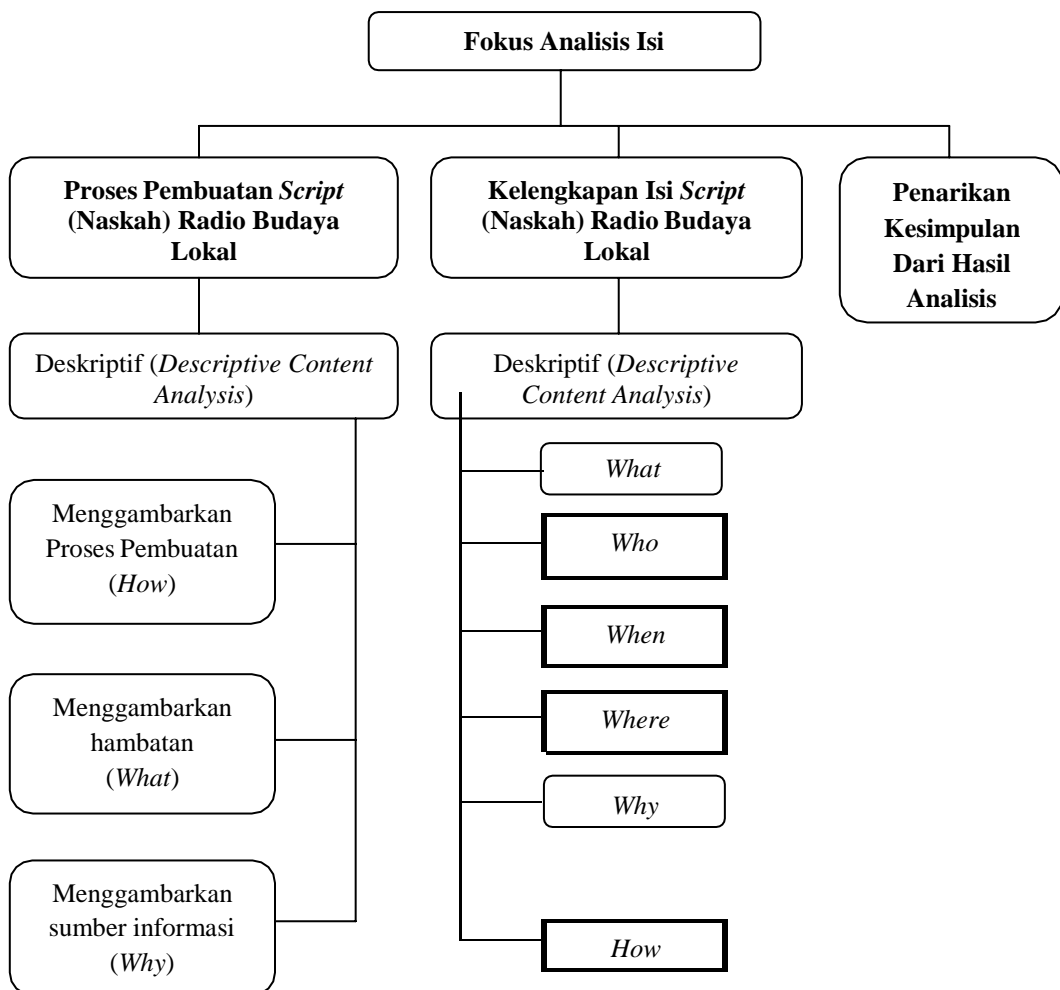 Fokus Analisis Isi
Proses Pembuatan Script
(Naskah) Radio Budaya
Lokal
Kelengkapan Isi Script
(Naskah) Radio Budaya
Lokal
Penarikan
Kesimpulan
Dari Hasil
Analisis
Deskriptif (Descriptive Content
Analysis)
Menggambarkan
Proses Pembuatan
(How)
Menggambarkan
hambatan
(What)
Menggambarkan
sumber informasi
(Why)
Deskriptif (Descriptive
Content Analysis)
What
Who
When
Where
Why
How